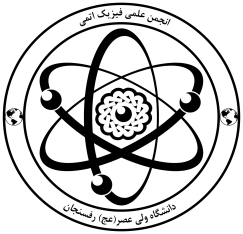 انجمن علمی فیزیک اتمی
دانشگاه ولی عصر(عج) رفسنجان